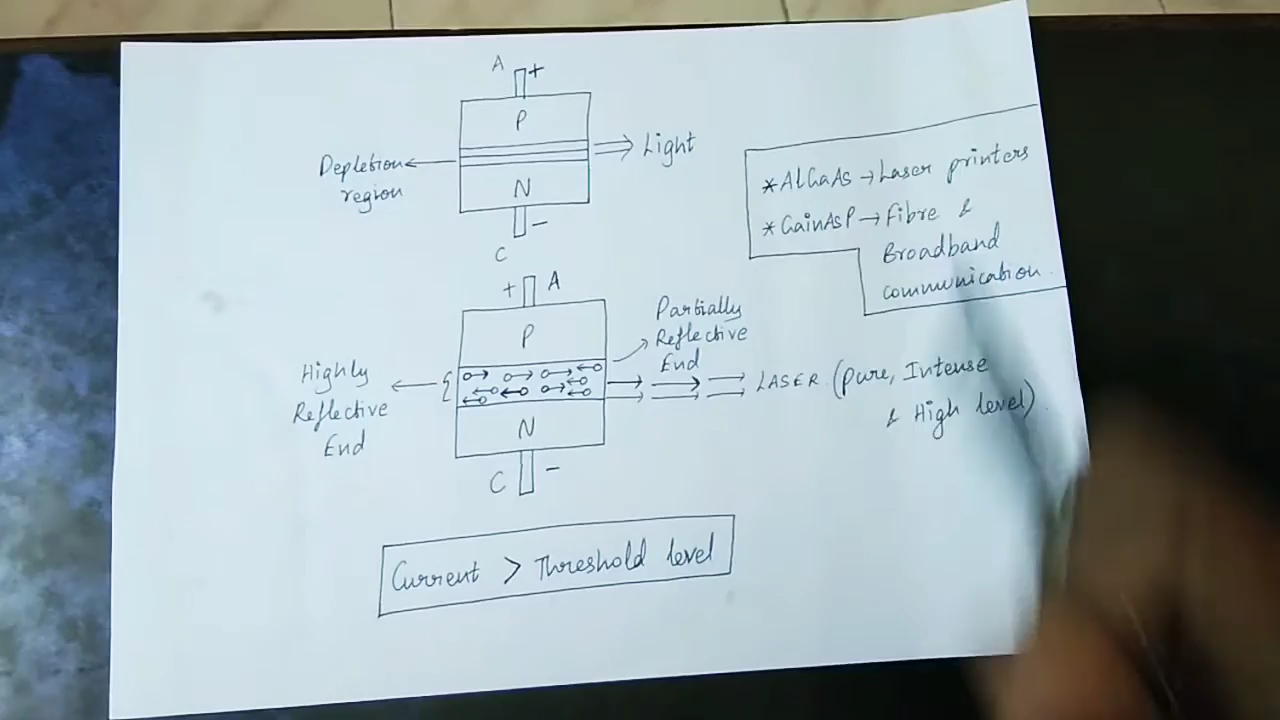 A +
P
Depletion
region
Light
N
-
C
* AlGaAs → Laser printers
* GainAsP → Fibre &
Broadband
communication.
+ A
P
Partially
Reflective
End
Highly
Reflective
End
LASER (Pure, Intense
& High level).
N
C -
Current > Threshold level